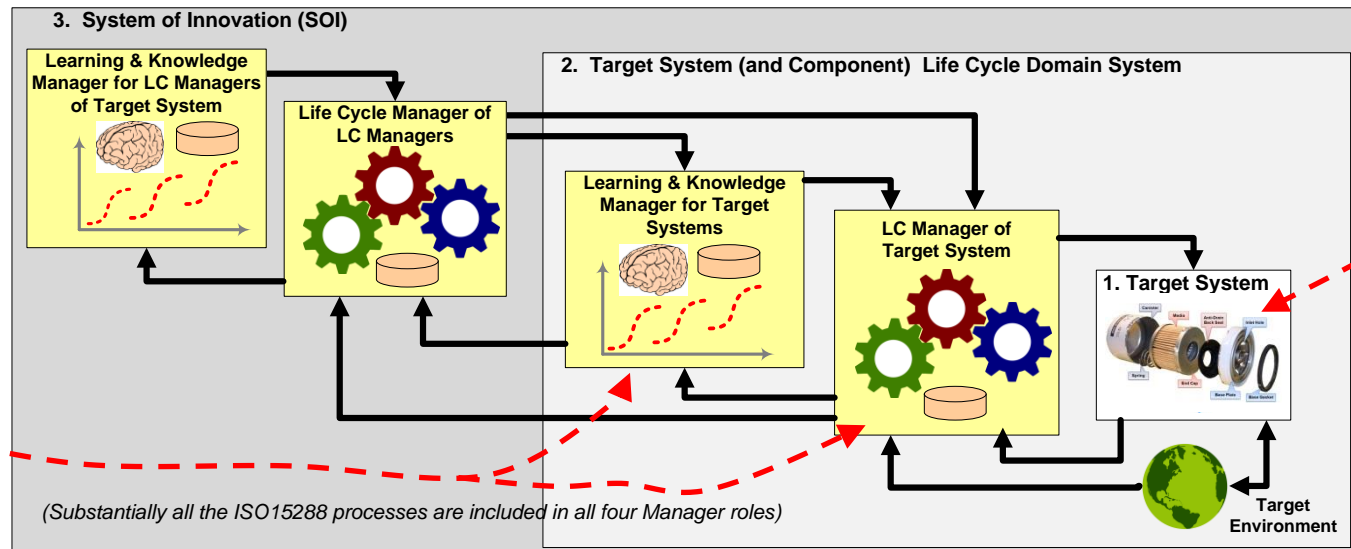 3. System of Innovation (SOI)
Learning & Knowledge
Manager for LC Managers
of Target System
2. Target System (and Component) Life Cycle Domain System
Life Cycle Manager of
LC Managers
Learning & Knowledge
Manager for Target
Systems
LC Manager of
Target System
1. Target System
Canister
Media
Anti-Drain
Back Seal
Inlet Hole
Spring
End Cap
Base Plate
Base Gasket
Target
Environment
(Substantially all the ISO15288 processes are included in all four Manager roles)